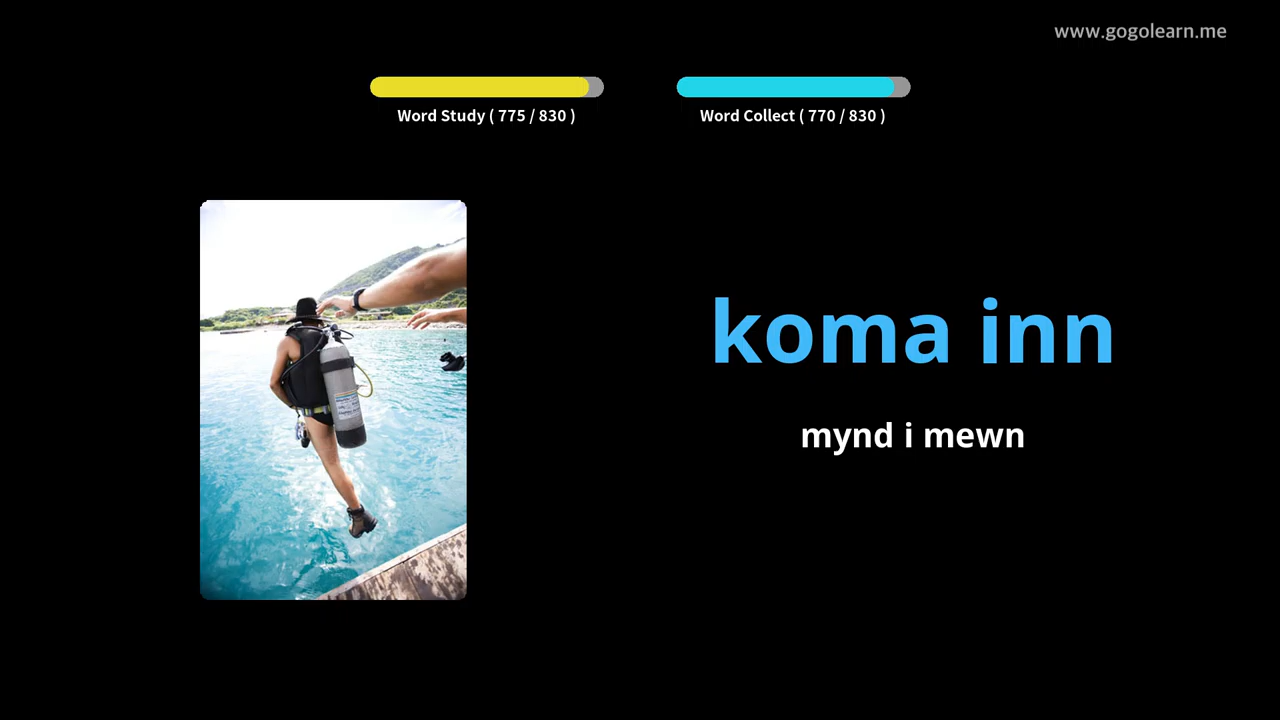 www.gogolearn.me
Word Study ( 775 / 830 )
Word Collect ( 770 / 830 )
koma inn
mynd i mewn